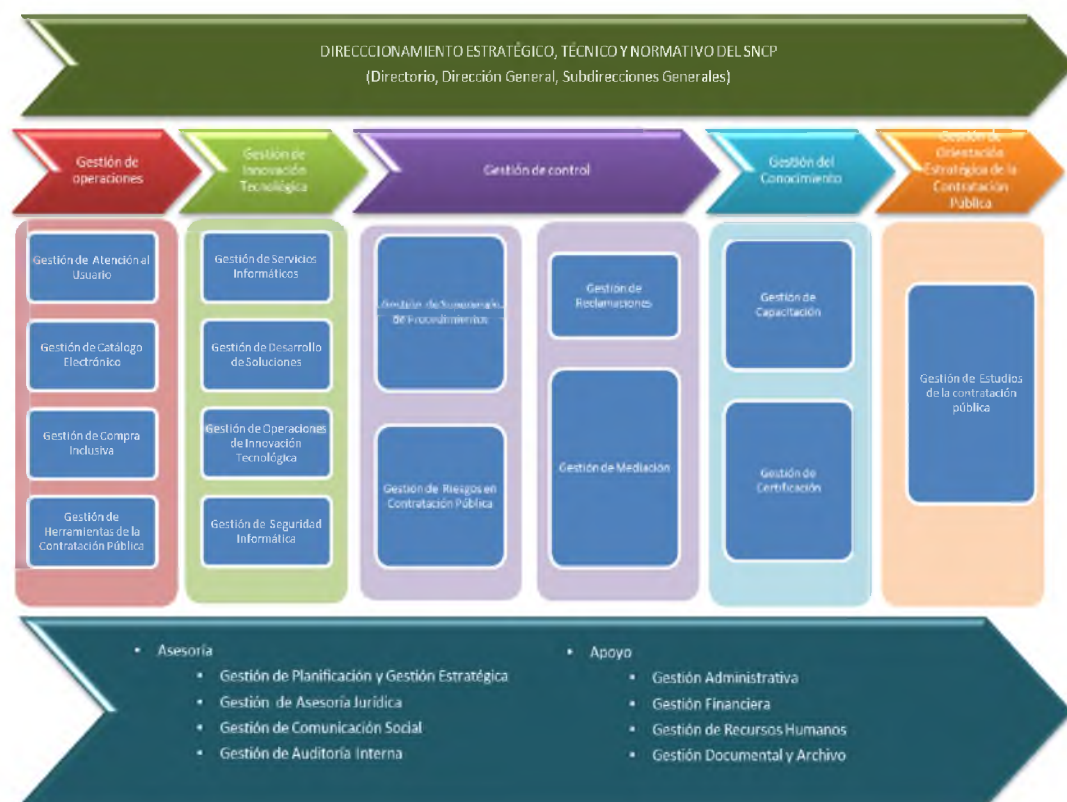 DIRECCCIONAMIENTO ESTRATÉGICO, TÉCNICO Y NORMATIVO DEL SNCP
(Directorio, Dirección General, Subdirecciones Generales)
Gestión de
operaciones
Gestión de
Innovación
Tecnológica
Gestión de control
Gestión del
Conocimiento
Gestión de
Orientación
Estratégica de la
Contratación
Pública
Gestión de Atención al
Usuario
Gestión de Catálogo
Electrónico
Gestión de Compra
Inclusiva
Gestión de
Herramientas de la
Contratación Pública
Gestión de Servicios
Informáticos
Gestión de Desarrollo
de Soluciones
Gestión de Operaciones
de Innovación
Tecnológica
Gestión de Seguridad
Informática
Gestión de
de Procedimientos
Gestión de Riesgos en
Contratación Pública
Gestión de
Reclamaciones
Gestión de Mediación
Gestión de
Capacitación
Gestión de
Certificación
Gestión de Estudios
de la contratación
pública
• Asesoría
• Gestión de Planificación y Gestión Estratégica
• Gestión de Asesoría Jurídica
• Gestión de Comunicación Social
• Gestión de Auditoría Interna
• Apoyo
• Gestión Administrativa
• Gestión Financiera
• Gestión de Recursos Humanos
• Gestión Documental y Archivo